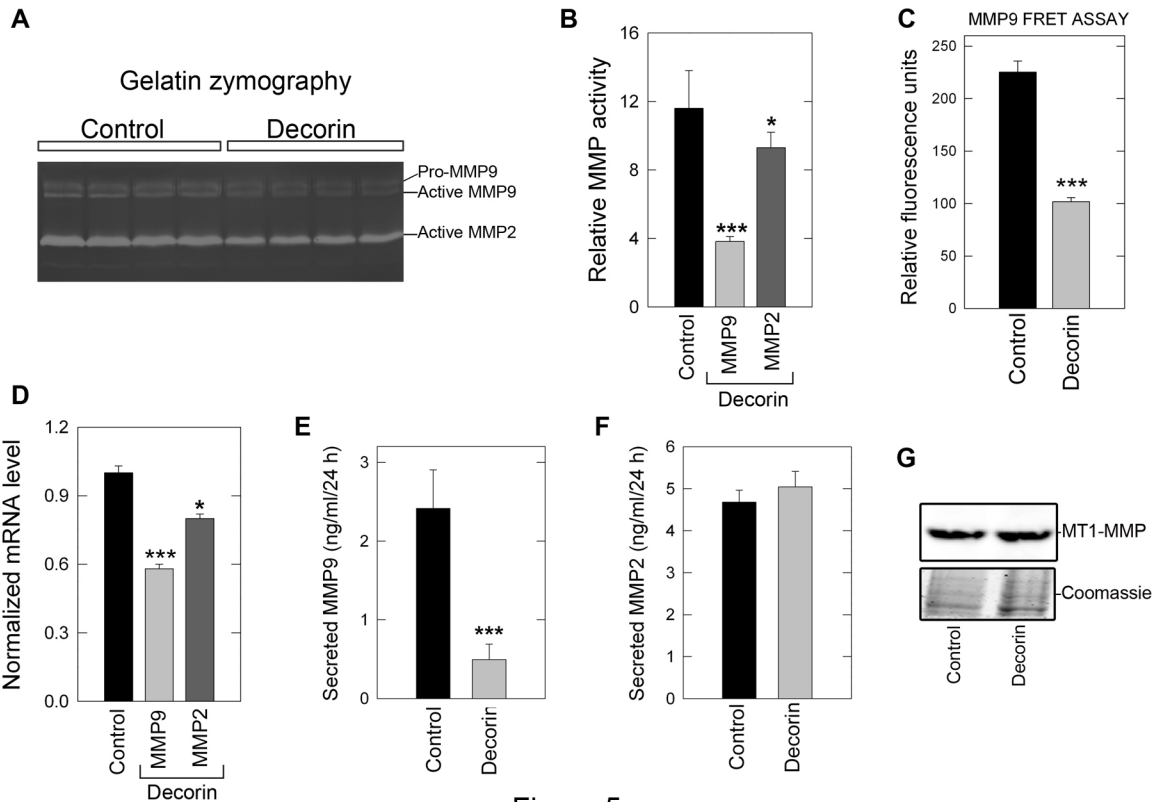 A
Gelatin zymography
Control
Decorin
Pro-MMP9
Active MMP9
Active MMP2
B
Relative MMP activity
16
12
8
4
0
***
*
Control
MMP9
MMP2
Decorin
C
MMP9 FRET ASSAY
Relative fluorescence units
250
200
150
100
50
0
***
Control
Decorin
D
Normalized mRNA level
1.2
0.9
0.6
0.3
0.0
***
*
Control
MMP9
MMP2
Decorin
E
Secreted MMP9 (ng/ml/24 h)
3
2
1
0
***
Control
Decorin
F
Secreted MMP2 (ng/ml/24 h)
6
5
4
3
2
1
0
Control
Decorin
G
MT1-MMP
Coomassie
Control
Decorin
Figure 5